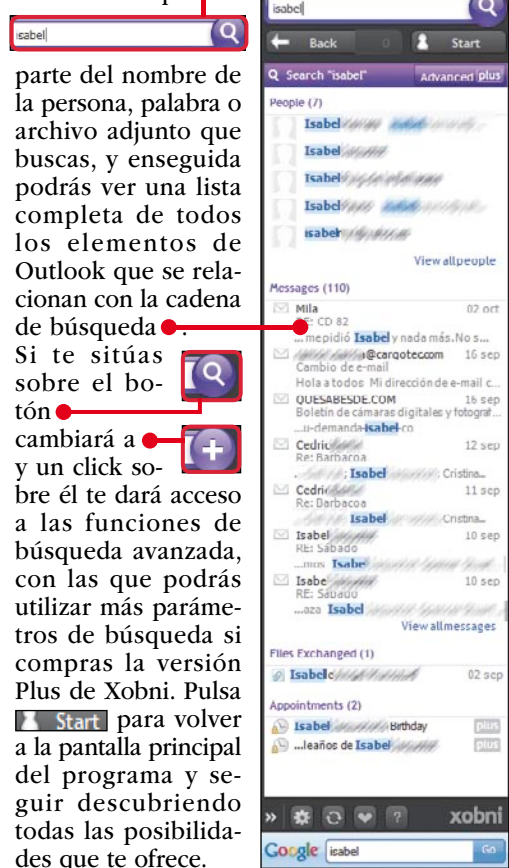 isabel
parte del nombre de
la persona, palabra o
archivo adjunto que
buscas, y enseguida
podrás ver una lista
completa de todos
los elementos de
Outlook que se rela-
cionan con la cadena
de búsqueda .
Si te sitúas
sobre el bo-
tón
cambiará a
y un click so-
bre él te dará acceso
a las funciones de
búsqueda avanzada,
con las que podrás
utilizar más paráme-
tros de búsqueda si
compras la versión
Plus de Xobni. Pulsa
Start para volver
a la pantalla principal
del programa y se-
guir descubriendo
todas las posibilida-
des que te ofrece.
isabel
Back 0 Start
Search "isabel" Advanced plus
People (7)
Isabel
Isabel
Isabel
Isabel
isabel
View all people
Messages (110)
Mila 02 oct
RE: CD 82
... me pidió Isabel y nada más. No s...
@cargotec.com 16 sep
Cambio de e-mail
Hola a todos Mi dirección de e-mail c...
QUESABESDE.COM 16 sep
Boletín de cámaras digitales y fotograf...
...u-demanda-isabel-co
Cedric 12 sep
Re: Barbacoa
; Isabel ; Cristina...
Cedric 11 sep
Re: Barbacoa
Isabel Cristina...
Isabel 10 sep
RE: Sábado
...mos Isabe
Isabe 10 sep
RE: Sábado
...aza Isabel
View all messages
Files Exchanged (1)
Isabel 02 sep
Appointments (2)
Isabel Birthday plus
...leaños de Isabel plus
» ? xobni
Google isabel Go